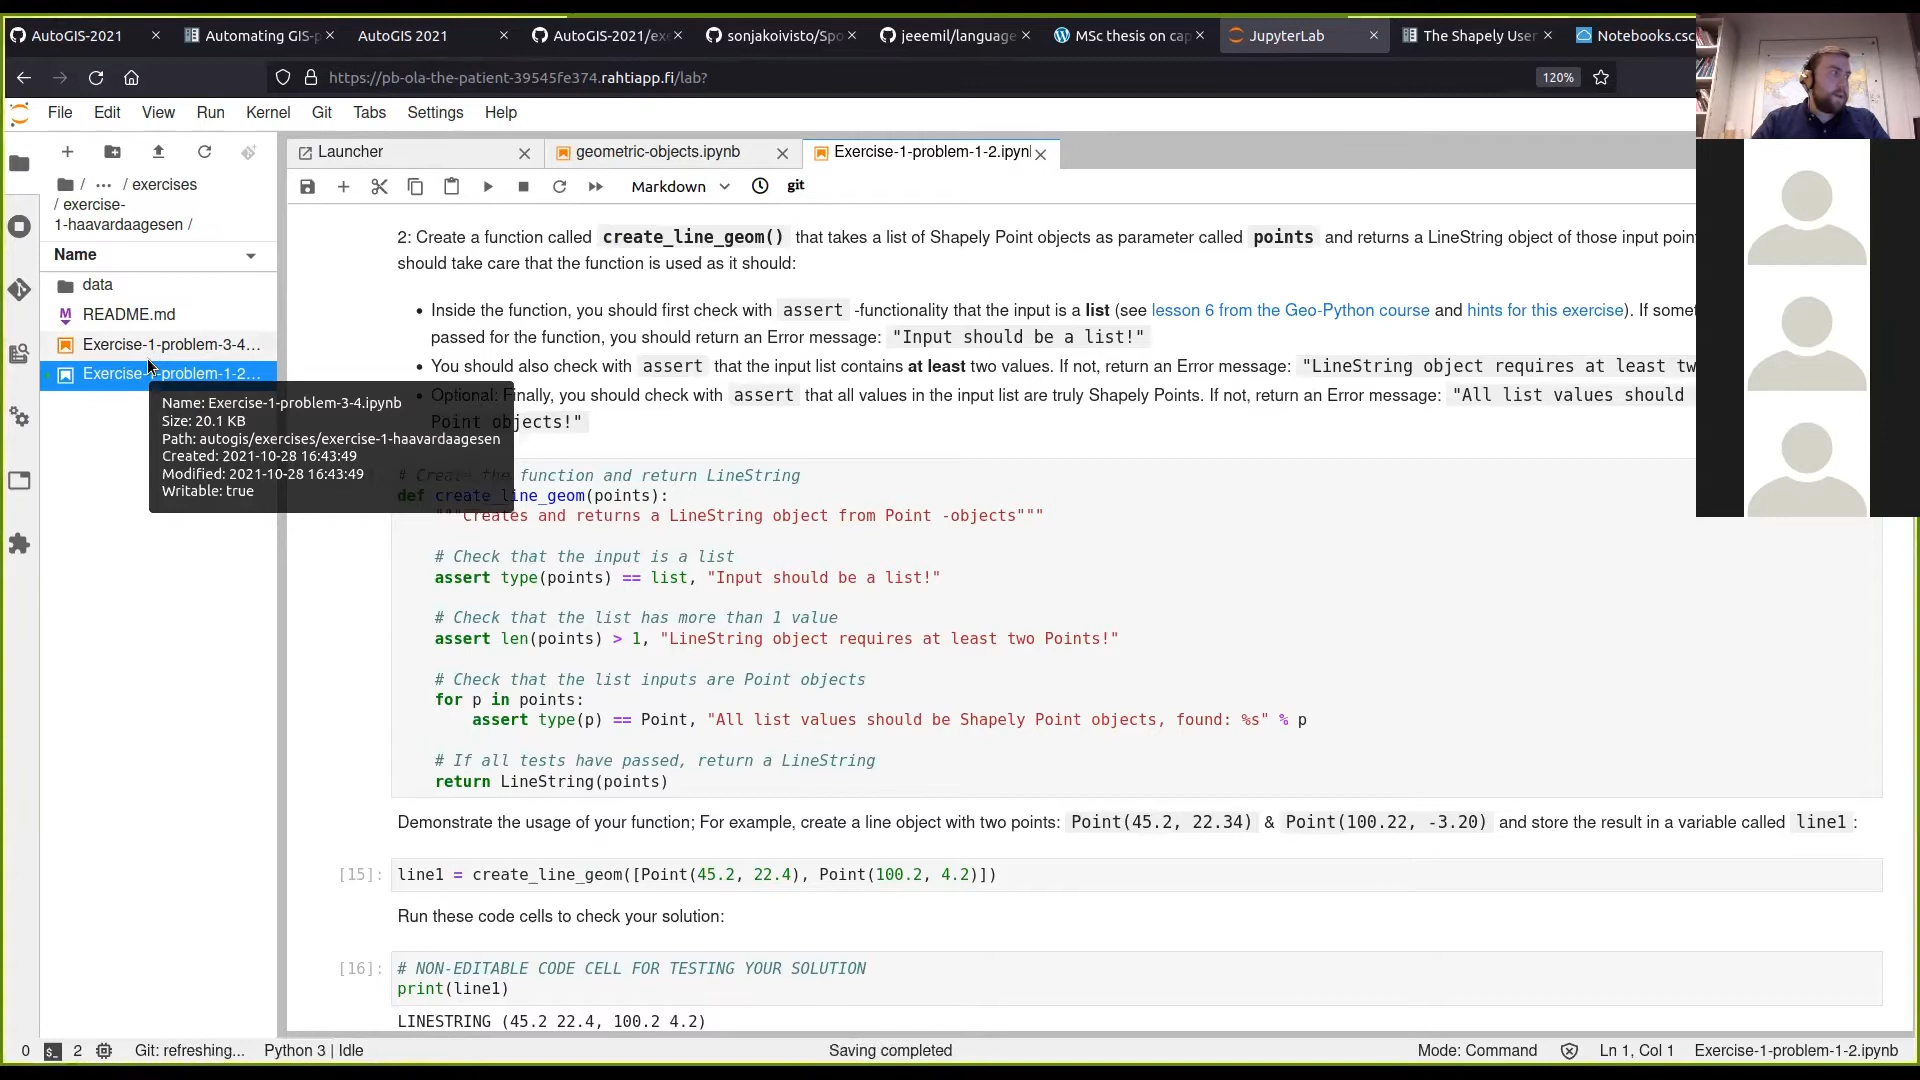 AutoGIS-2021
Automating GIS-p
AutoGIS 2021
AutoGIS-2021/exe
sonjakoivisto/Spo
jeeemil/language
MSc thesis on cap
JupyterLab
The Shapely User
Notebooks.csc
https://pb-ola-the-patient-39545fe374.rahtiapp.fi/lab?
120%
File Edit View Run Kernel Git Tabs Settings Help
Launcher
geometric-objects.ipynb
Exercise-1-problem-1-2.ipyn
Markdown
git
/ ··· / exercises
/ exercise-
1-haavardaagesen /
Name
data
README.md
Exercise-1-problem-3-4...
Exercise-1-problem-1-2...
Name: Exercise-1-problem-3-4.ipynb
Size: 20.1 KB
Path: autogis/exercises/exercise-1-haavardaagesen
Created: 2021-10-28 16:43:49
Modified: 2021-10-28 16:43:49
Writable: true
2: Create a function called create_line_geom() that takes a list of Shapely Point objects as parameter called points and returns a LineString object of those input poin
should take care that the function is used as it should:
• Inside the function, you should first check with assert -functionality that the input is a list (see lesson 6 from the Geo-Python course and hints for this exercise). If somet
passed for the function, you should return an Error message: "Input should be a list!"
• You should also check with assert that the input list contains at least two values. If not, return an Error message: "LineString object requires at least tw
• Optional: Finally, you should check with assert that all values in the input list are truly Shapely Points. If not, return an Error message: "All list values should
Point objects!"
# Create the function and return LineString
def create_line_geom(points):
"""Creates and returns a LineString object from Point -objects"""
# Check that the input is a list
assert type(points) == list, "Input should be a list!"
# Check that the list has more than 1 value
assert len(points) > 1, "LineString object requires at least two Points!"
# Check that the list inputs are Point objects
for p in points:
assert type(p) == Point, "All list values should be Shapely Point objects, found: %s" % p
# If all tests have passed, return a LineString
return LineString(points)
Demonstrate the usage of your function; For example, create a line object with two points: Point(45.2, 22.34) & Point(100.22, -3.20) and store the result in a variable called line1 :
[15]: line1 = create_line_geom([Point(45.2, 22.4), Point(100.2, 4.2)])
Run these code cells to check your solution:
[16]: # NON-EDITABLE CODE CELL FOR TESTING YOUR SOLUTION
print(line1)
LINESTRING (45.2 22.4, 100.2 4.2)
0 2 Git: refreshing... Python 3 | Idle Saving completed Mode: Command Ln 1, Col 1 Exercise-1-problem-1-2.ipynb